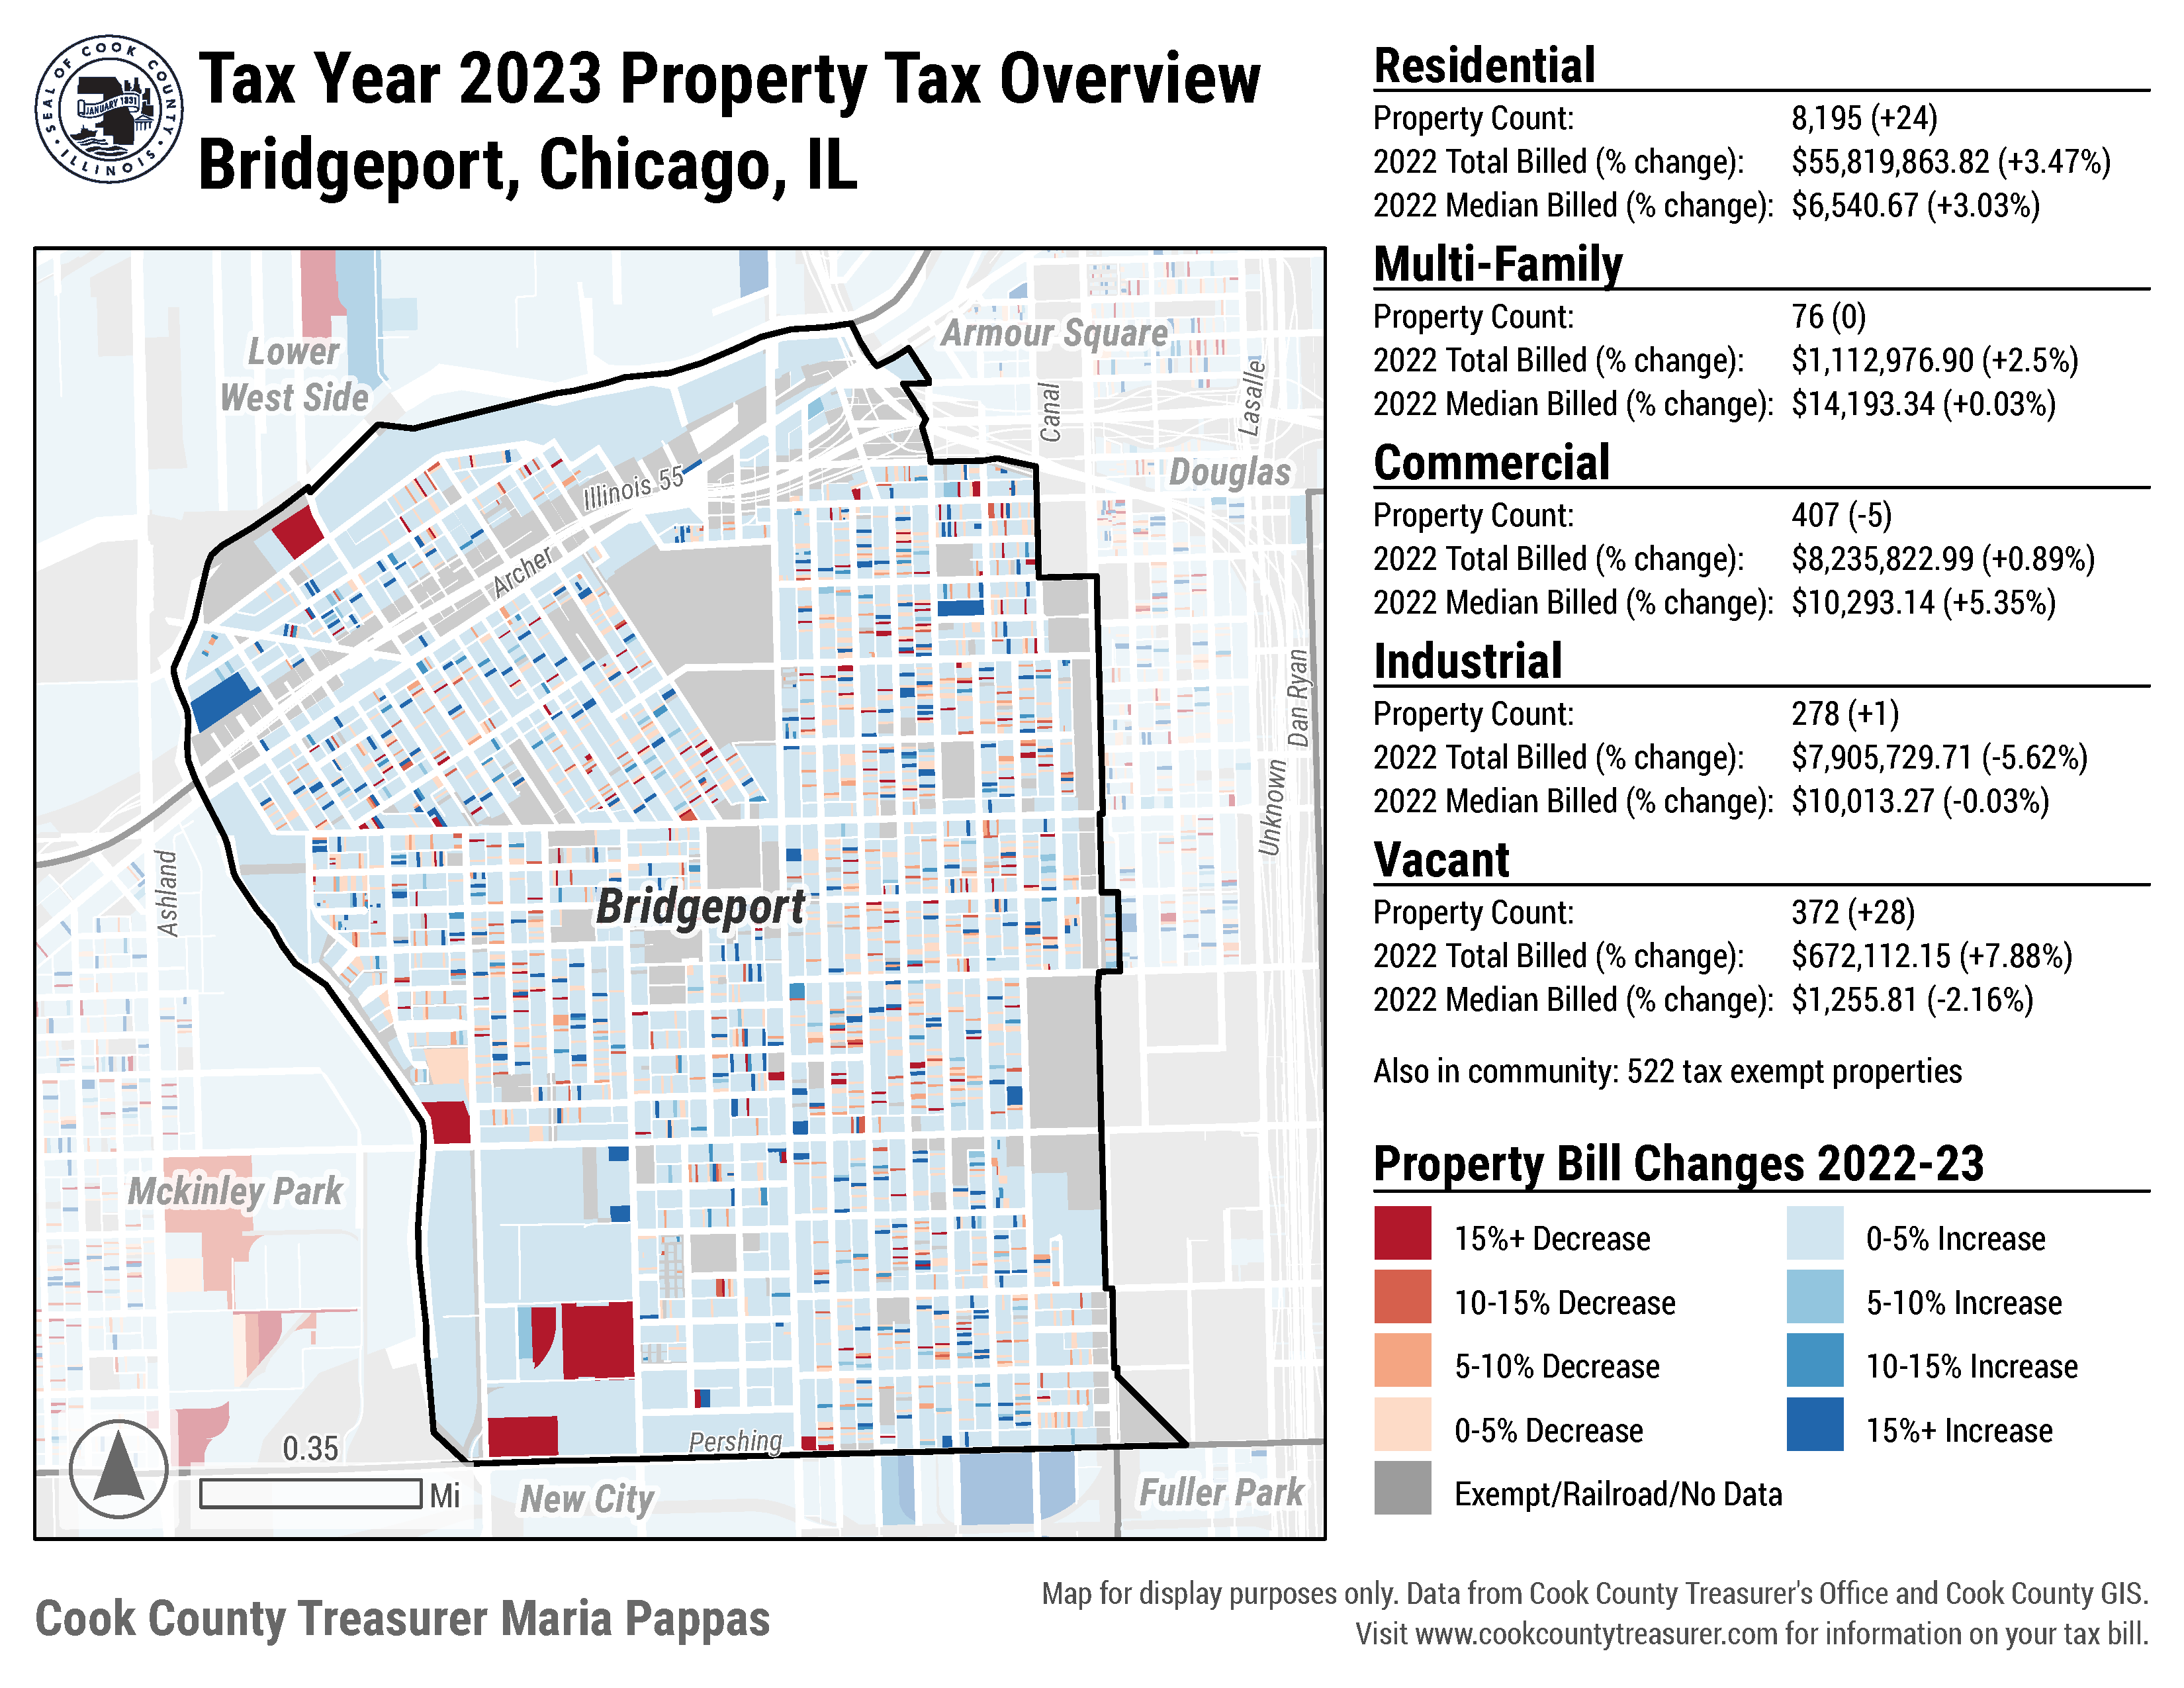 SEAL OF COOK COUNTY
JANUARY 1831
ILLINOIS
Tax Year 2023 Property Tax Overview
Bridgeport, Chicago, IL
Lower
West Side
Armour Square
Canal
Lasalle
Douglas
Illinois 55
Archer
Dan Ryan
Unknown
Ashland
Bridgeport
Mckinley Park
Pershing
0.35
Mi
New City
Fuller Park
Residential
Property Count: 8,195 (+24)
2022 Total Billed (% change): $55,819,863.82 (+3.47%)
2022 Median Billed (% change): $6,540.67 (+3.03%)
Multi-Family
Property Count: 76 (0)
2022 Total Billed (% change): $1,112,976.90 (+2.5%)
2022 Median Billed (% change): $14,193.34 (+0.03%)
Commercial
Property Count: 407 (-5)
2022 Total Billed (% change): $8,235,822.99 (+0.89%)
2022 Median Billed (% change): $10,293.14 (+5.35%)
Industrial
Property Count: 278 (+1)
2022 Total Billed (% change): $7,905,729.71 (-5.62%)
2022 Median Billed (% change): $10,013.27 (-0.03%)
Vacant
Property Count: 372 (+28)
2022 Total Billed (% change): $672,112.15 (+7.88%)
2022 Median Billed (% change): $1,255.81 (-2.16%)
Also in community: 522 tax exempt properties
Property Bill Changes 2022-23
15%+ Decrease
10-15% Decrease
5-10% Decrease
0-5% Decrease
Exempt/Railroad/No Data
0-5% Increase
5-10% Increase
10-15% Increase
15%+ Increase
Cook County Treasurer Maria Pappas
Map for display purposes only. Data from Cook County Treasurer's Office and Cook County GIS.
Visit www.cookcountytreasurer.com for information on your tax bill.